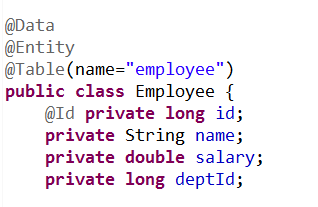 @Data
@Entity
@Table(name="employee")
public class Employee {
    @Id private long id;
    private String name;
    private double salary;
    private long deptId;